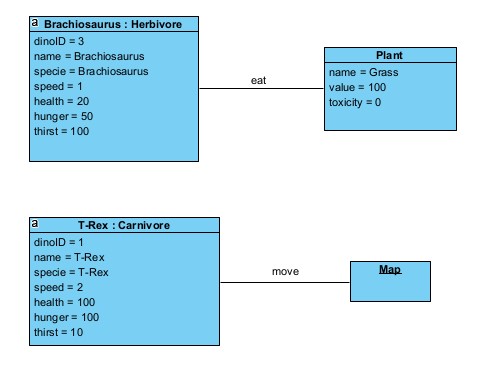 a Brachiosaurus : Herbivore
dinoID = 3
name = Brachiosaurus
specie = Brachiosaurus
speed = 1
health = 20
hunger = 50
thirst = 100
eat
Plant
name = Grass
value = 100
toxicity = 0
a T-Rex : Carnivore
dinoID = 1
name = T-Rex
specie = T-Rex
speed = 2
health = 100
hunger = 100
thirst = 10
move
Map